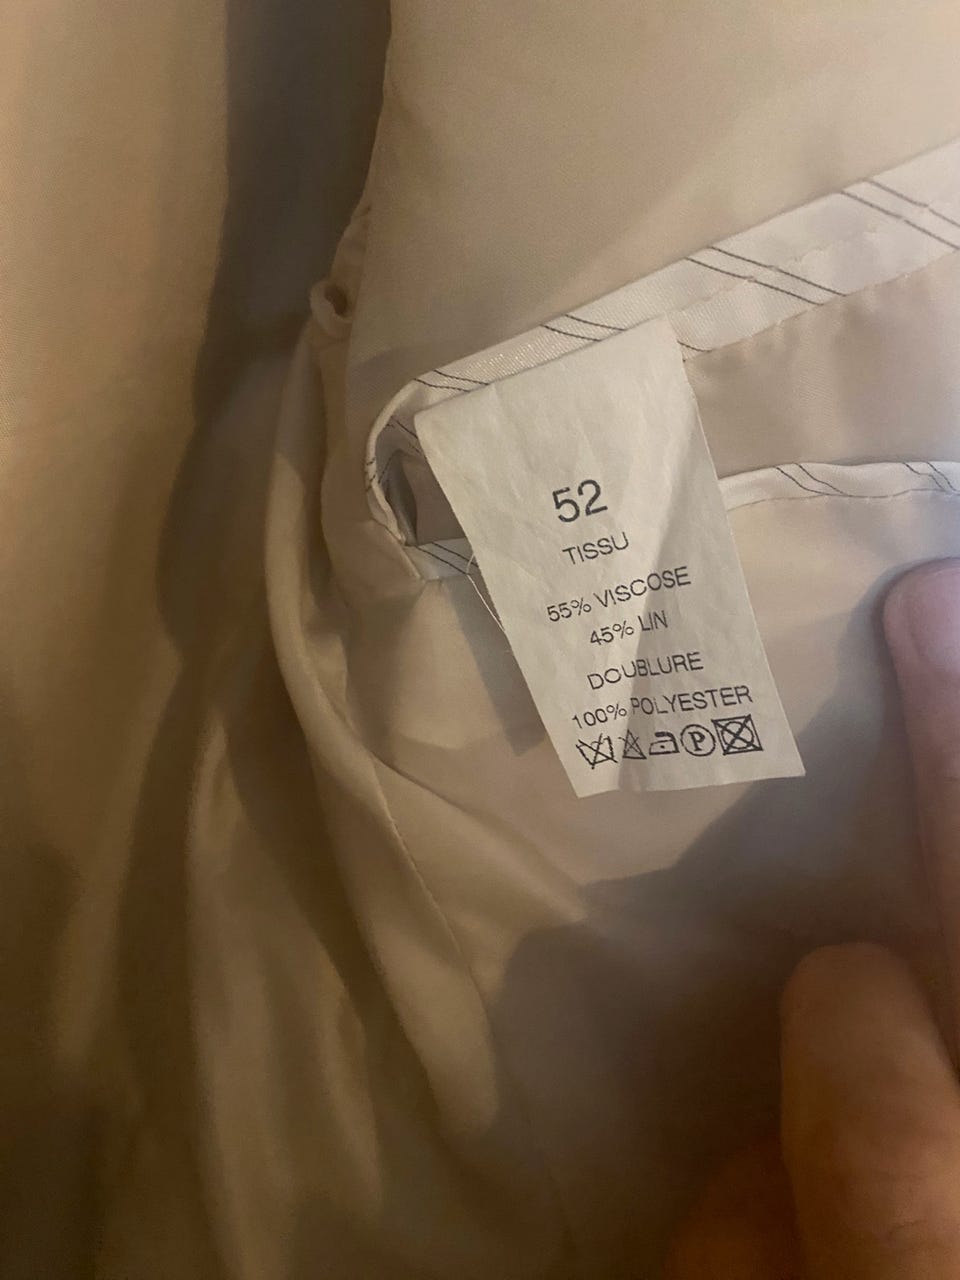 52
TISSU
55% VISCOSE
45% LIN
DOUBLURE
100% POLYESTER
P